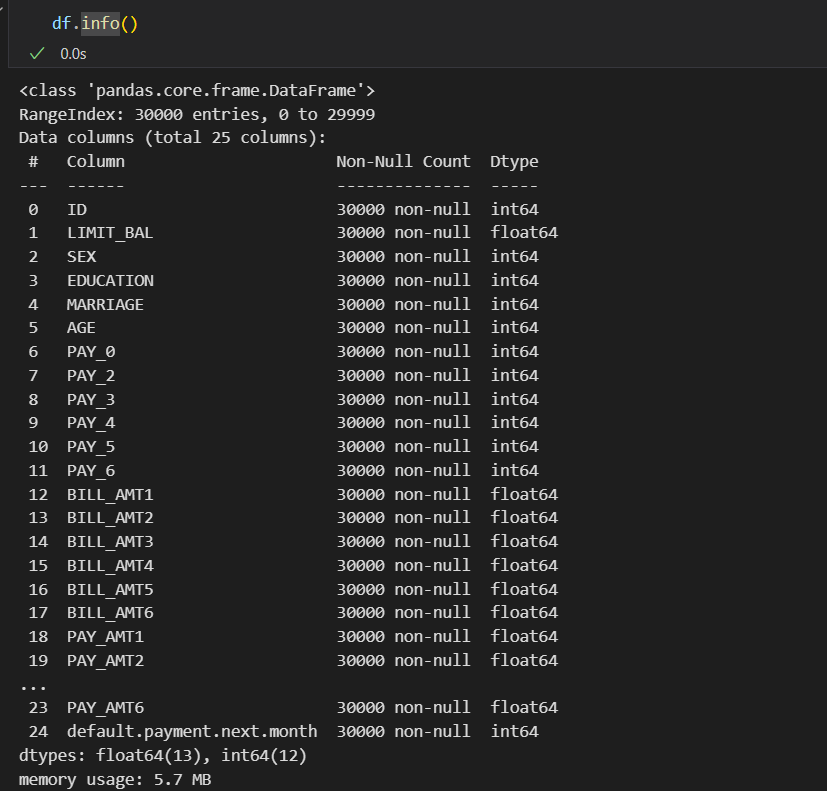 df.info()
0.0s
<class 'pandas.core.frame.DataFrame'>
RangeIndex: 30000 entries, 0 to 29999
Data columns (total 25 columns):
 #   Column                      Non-Null Count  Dtype
---  ------                      --------------  -----
 0   ID                          30000 non-null  int64
 1   LIMIT_BAL                   30000 non-null  float64
 2   SEX                         30000 non-null  int64
 3   EDUCATION                   30000 non-null  int64
 4   MARRIAGE                    30000 non-null  int64
 5   AGE                         30000 non-null  int64
 6   PAY_0                       30000 non-null  int64
 7   PAY_2                       30000 non-null  int64
 8   PAY_3                       30000 non-null  int64
 9   PAY_4                       30000 non-null  int64
 10  PAY_5                       30000 non-null  int64
 11  PAY_6                       30000 non-null  int64
 12  BILL_AMT1                   30000 non-null  float64
 13  BILL_AMT2                   30000 non-null  float64
 14  BILL_AMT3                   30000 non-null  float64
 15  BILL_AMT4                   30000 non-null  float64
 16  BILL_AMT5                   30000 non-null  float64
 17  BILL_AMT6                   30000 non-null  float64
 18  PAY_AMT1                    30000 non-null  float64
 19  PAY_AMT2                    30000 non-null  float64
...
 23  PAY_AMT6                    30000 non-null  float64
 24  default.payment.next.month  30000 non-null  int64
dtypes: float64(13), int64(12)
memory usage: 5.7 MB